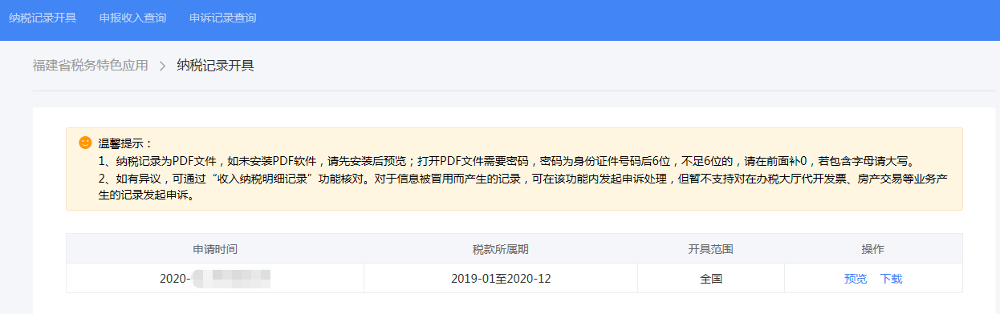 纳税记录开具 申报收入查询 申诉记录查询
福建省税务特色应用 > 纳税记录开具
温馨提示：
1、纳税记录为PDF文件，如未安装PDF软件，请先安装后预览；打开PDF文件需要密码，密码为身份证件号码后6位，不足6位的，请在前面补0，若包含字母请大写。
2、如有异议，可通过“收入纳税明细记录”功能核对。对于信息被冒用而产生的记录，可在该功能内发起申诉处理，但暂不支持对在办税大厅代开发票、房产交易等业务产
生的记录发起申诉。
申请时间 税款所属期 开具范围 操作
2020- 2019-01至2020-12 全国 预览 下载